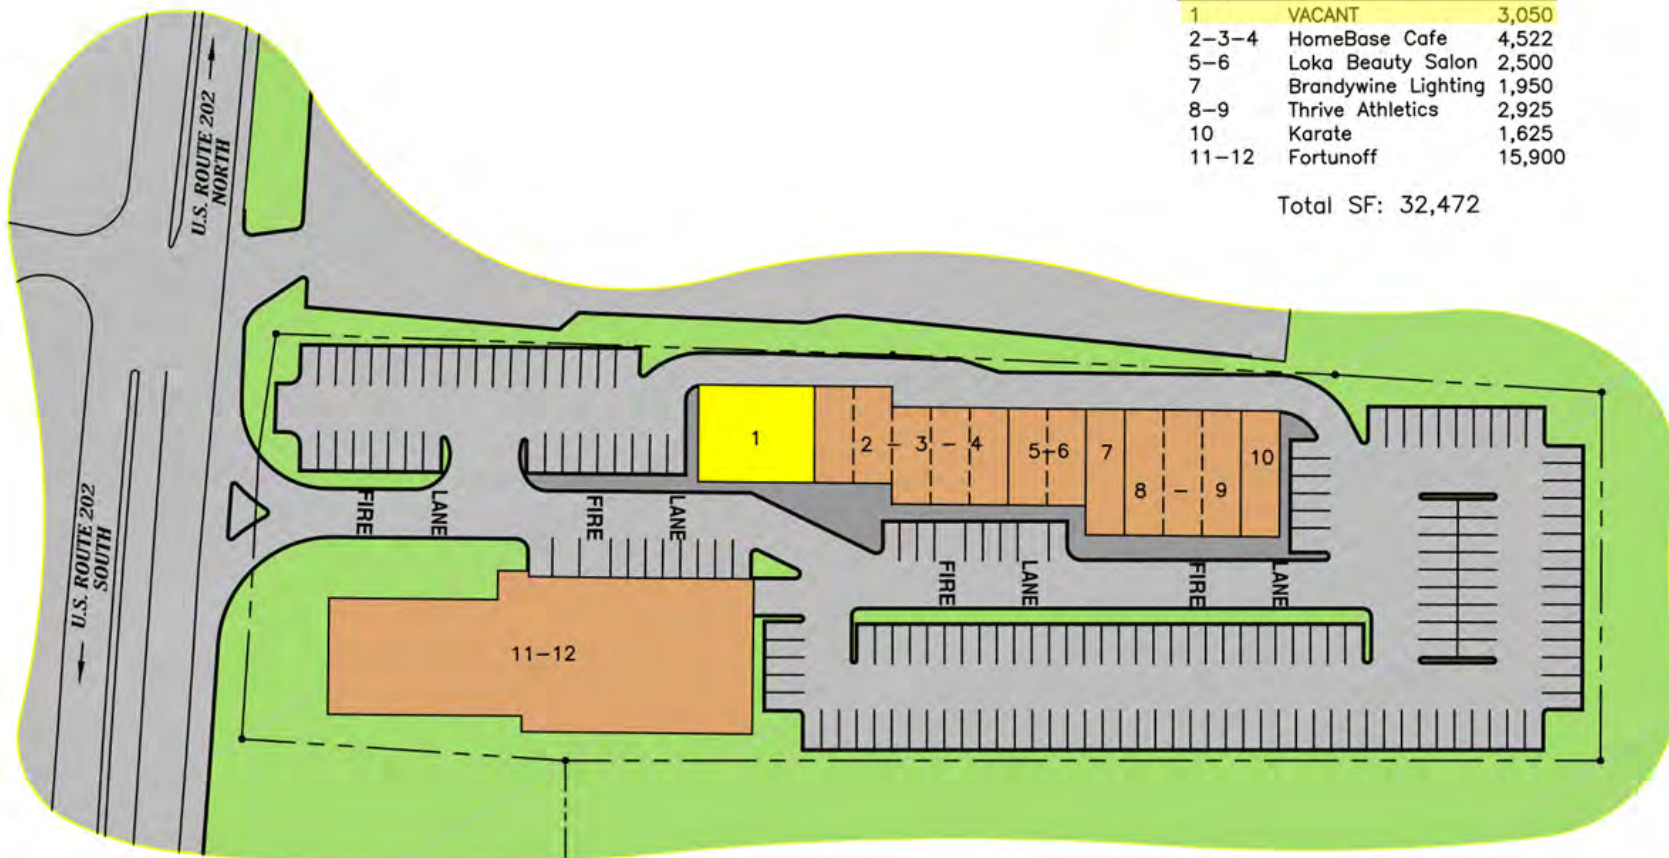 1 VACANT 3,050
2-3-4 HomeBase Cafe 4,522
5-6 Loka Beauty Salon 2,500
7 Brandywine Lighting 1,950
8-9 Thrive Athletics 2,925
10 Karate 1,625
11-12 Fortunoff 15,900
Total SF: 32,472
U.S. ROUTE 202
NORTH
U.S. ROUTE 202
SOUTH
1
2 - 3 - 4
5-6
7
8 - 9
10
FIRE LANE
FIRE LANE
FIRE LANE
FIRE LANE
11-12